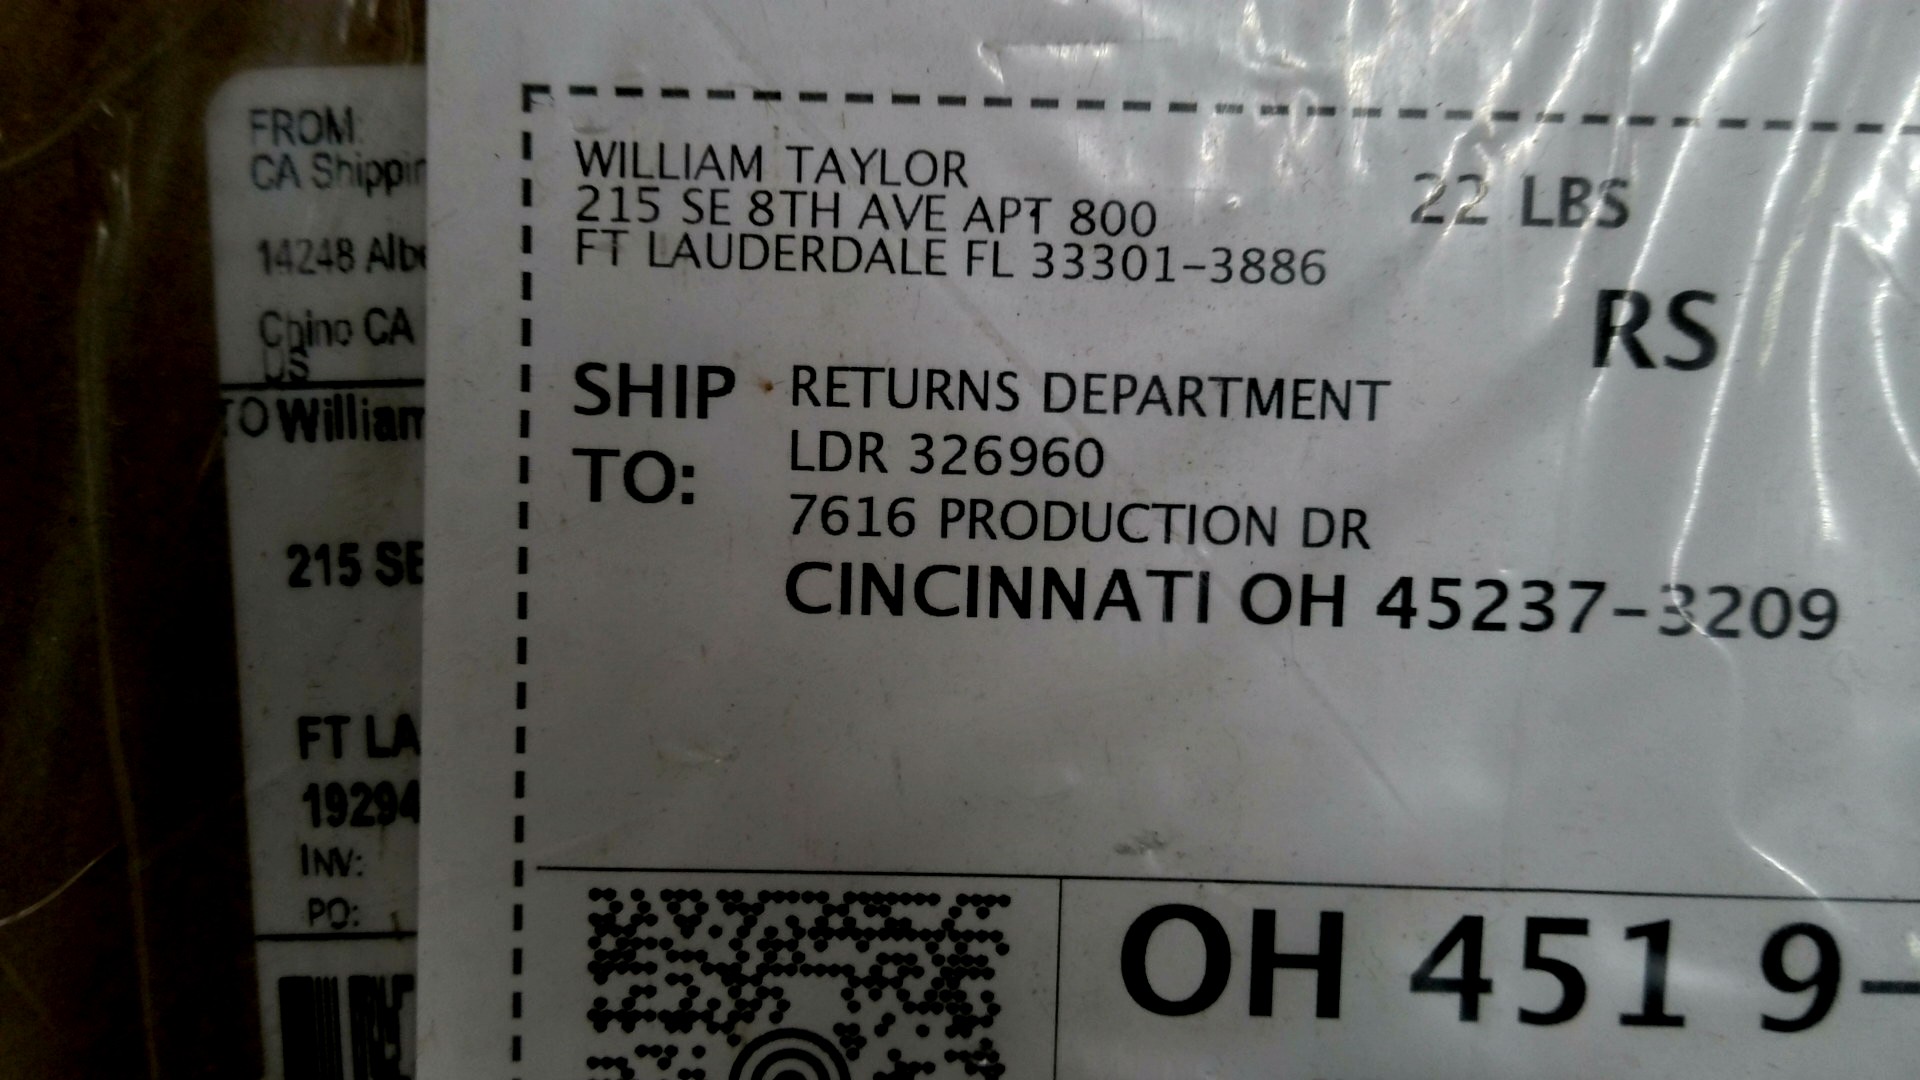 FROM:
CA Shippin
14248 Albe
Chino CA
US
TO William
215 SE
FT LA
19294
INV:
PO:
WILLIAM TAYLOR
215 SE 8TH AVE APT 800
FT LAUDERDALE FL 33301-3886
22 LBS
RS
SHIP TO:
RETURNS DEPARTMENT
LDR 326960
7616 PRODUCTION DR
CINCINNATI OH 45237-3209
OH 451 9-